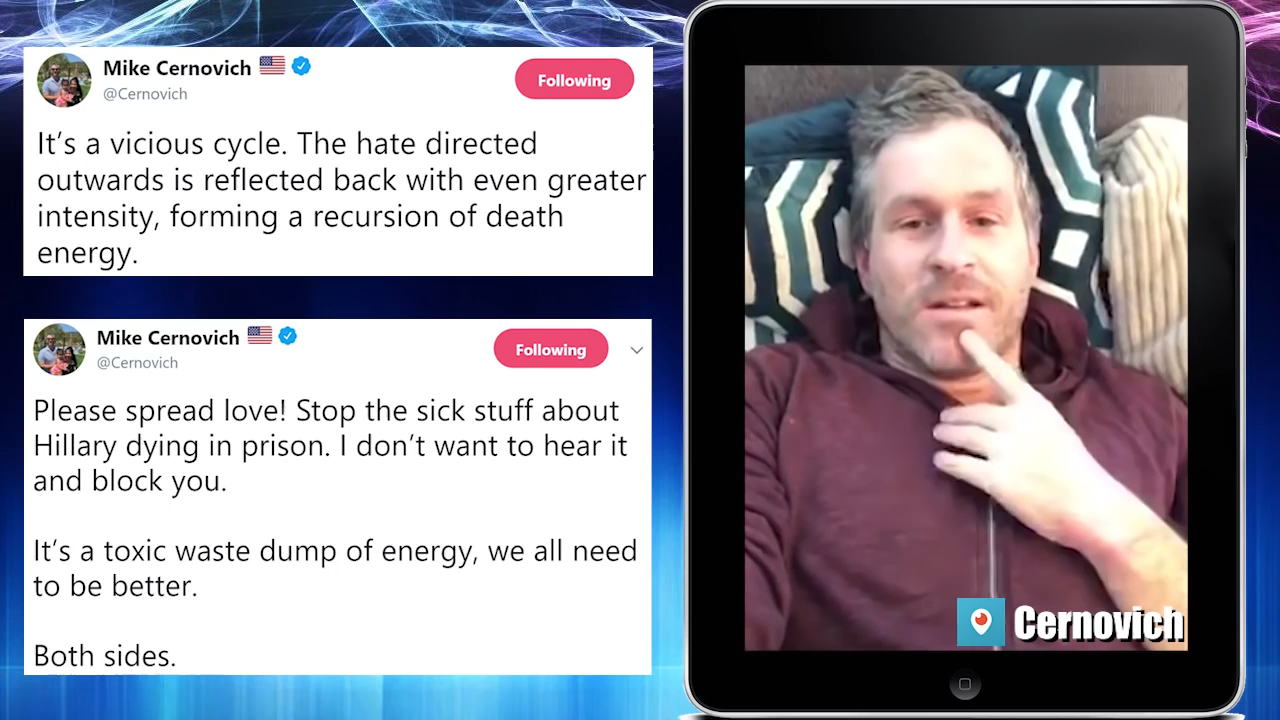 Mike Cernovich
@Cernovich
Following
It’s a vicious cycle. The hate directed
outwards is reflected back with even greater
intensity, forming a recursion of death
energy.
Mike Cernovich
@Cernovich
Following
Please spread love! Stop the sick stuff about
Hillary dying in prison. I don’t want to hear it
and block you.
It’s a toxic waste dump of energy, we all need
to be better.
Both sides.
Cernovich